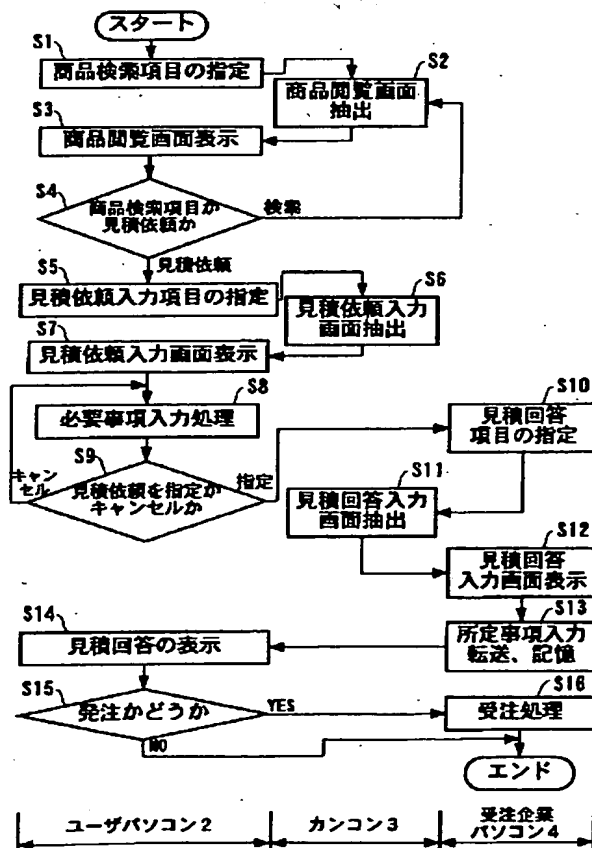 スタート
S1
商品検索項目の指定
S2
商品閲覧画面
抽出
S3
商品閲覧画面表示
S4
商品検索項目か
見積依頼か
検索
見積依頼
S5
見積依頼入力項目の指定
S6
見積依頼入力
画面抽出
S7
見積依頼入力画面表示
S8
必要事項入力処理
S9
見積依頼を指定か
キャンセルか
キャン
セル
指定
S10
見積回答
項目の指定
S11
見積回答入力
画面抽出
S12
見積回答
入力画面表示
S13
所定事項入力
転送、記憶
S14
見積回答の表示
S15
発注かどうか
YES
NO
S16
受注処理
エンド
ユーザパソコン2
カンコン3
受注企業
パソコン4